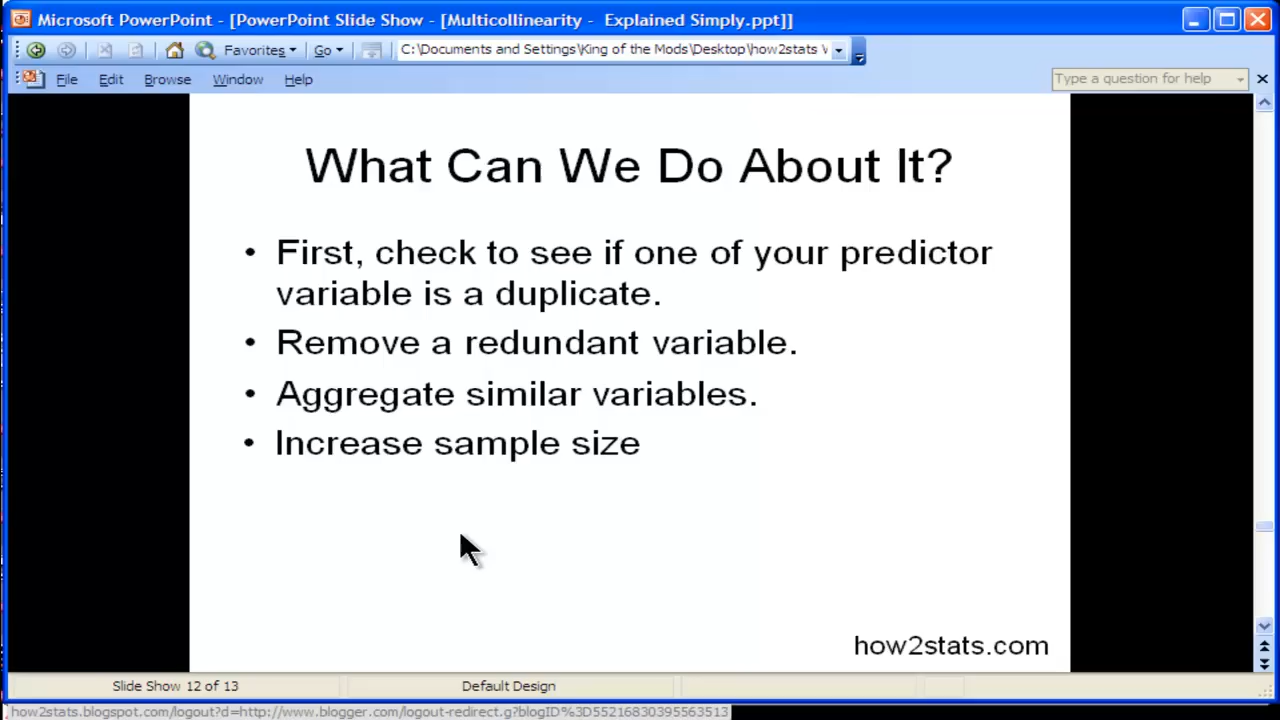 Microsoft PowerPoint - [PowerPoint Slide Show - [Multicollinearity - Explained Simply.ppt]]
Favorites Go C:\Documents and Settings\King of the Mods\Desktop\how2stats
File Edit Browse Window Help Type a question for help
What Can We Do About It?
• First, check to see if one of your predictor
variable is a duplicate.
• Remove a redundant variable.
• Aggregate similar variables.
• Increase sample size
how2stats.com
Slide Show 12 of 13 Default Design
how2stats.blogspot.com/logout?d=http://www.blogger.com/logout-redirect.g?blogID%3D55216830395563513